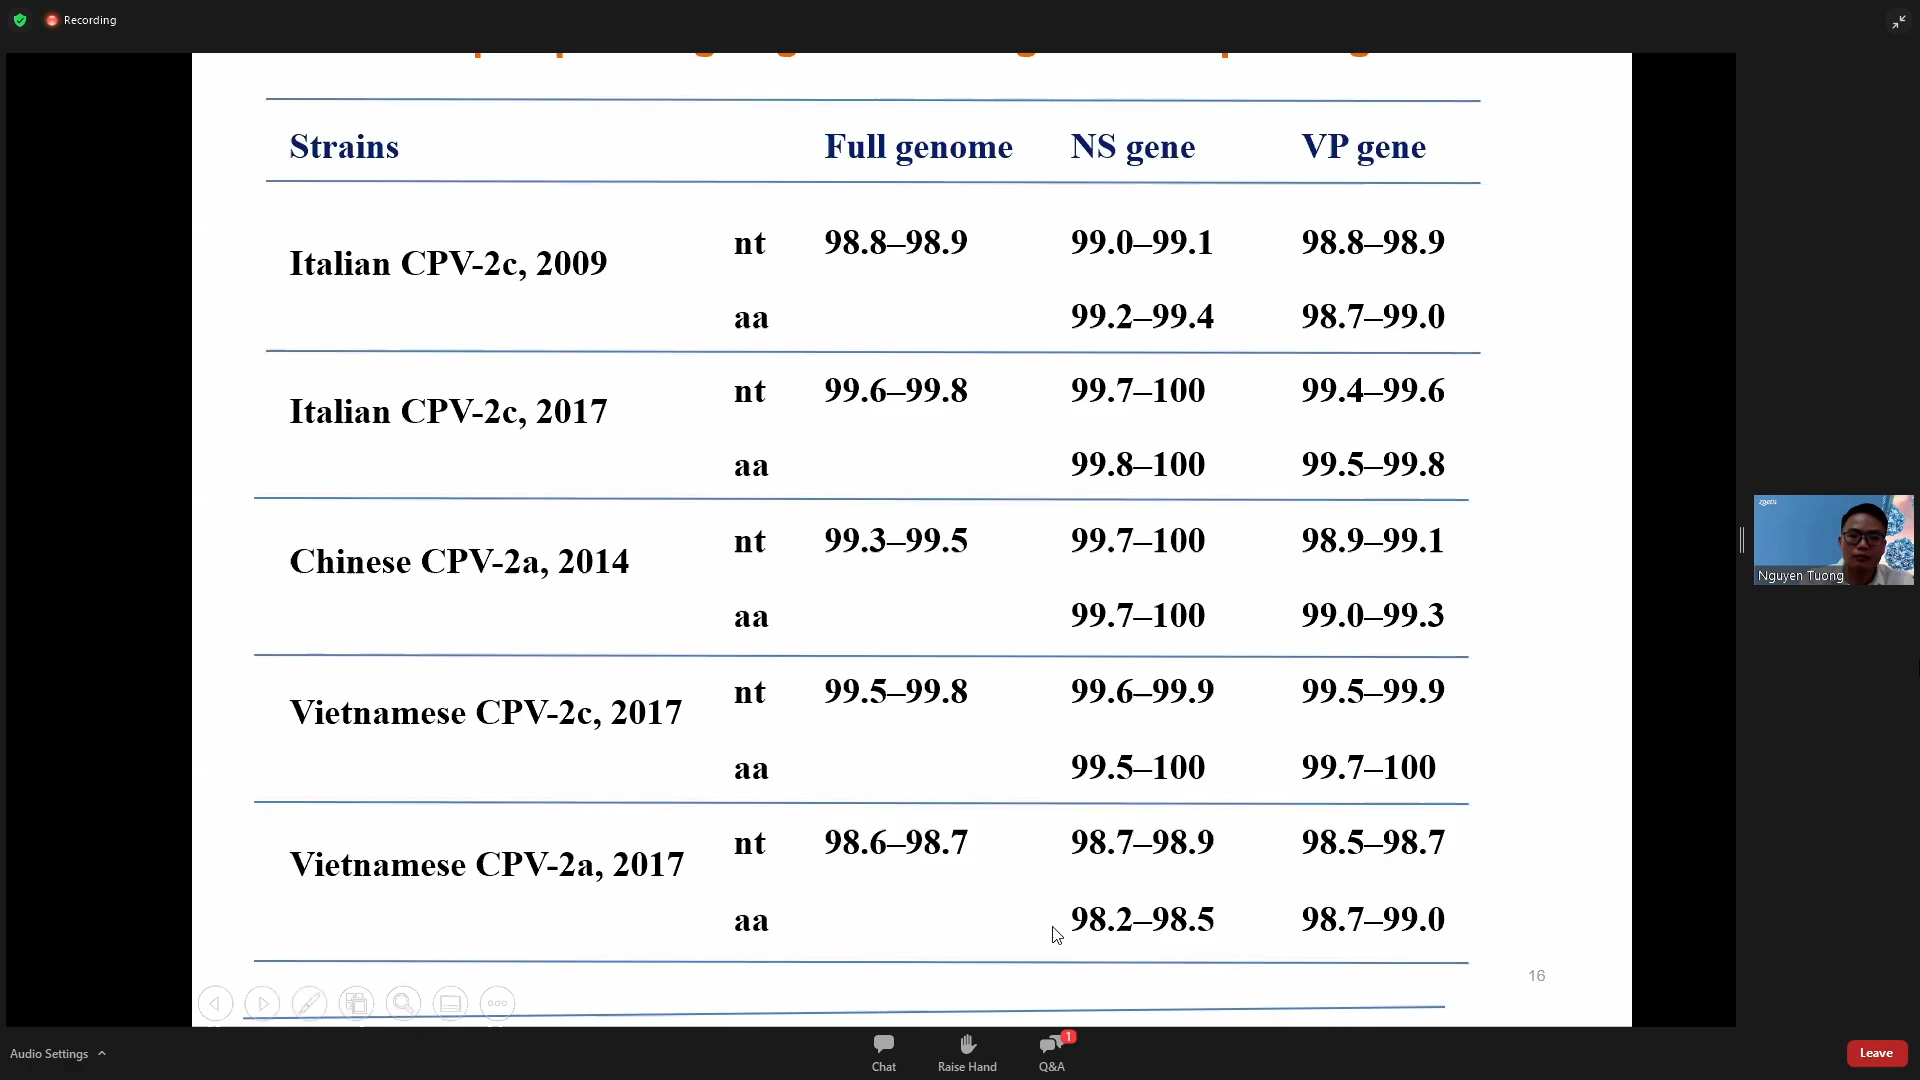 Recording
Strains Full genome NS gene VP gene
nt 98.8–98.9 99.0–99.1 98.8–98.9
Italian CPV-2c, 2009
aa 99.2–99.4 98.7–99.0
nt 99.6–99.8 99.7–100 99.4–99.6
Italian CPV-2c, 2017
aa 99.8–100 99.5–99.8
nt 99.3–99.5 99.7–100 98.9–99.1
Chinese CPV-2a, 2014
aa 99.7–100 99.0–99.3
nt 99.5–99.8 99.6–99.9 99.5–99.9
Vietnamese CPV-2c, 2017
aa 99.5–100 99.7–100
nt 98.6–98.7 98.7–98.9 98.5–98.7
Vietnamese CPV-2a, 2017
aa 98.2–98.5 98.7–99.0
16
zoetis
Nguyen Tuong
Audio Settings
Chat
Raise Hand
1
Q&A
Leave